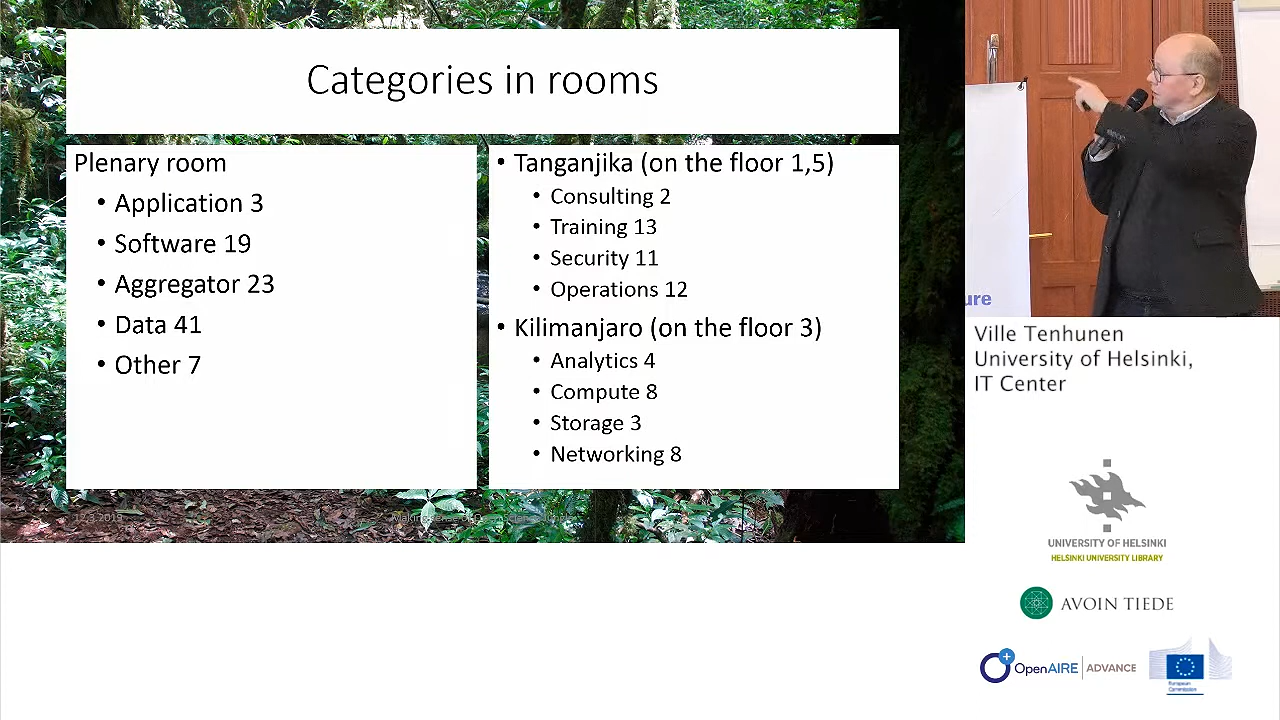 Categories in rooms
Plenary room
• Application 3
• Software 19
• Aggregator 23
• Data 41
• Other 7
• Tanganjika (on the floor 1,5)
• Consulting 2
• Training 13
• Security 11
• Operations 12
• Kilimanjaro (on the floor 3)
• Analytics 4
• Compute 8
• Storage 3
• Networking 8
ure
Ville Tenhunen
University of Helsinki,
IT Center
UNIVERSITY OF HELSINKI
HELSINKI UNIVERSITY LIBRARY
AVOIN TIEDE
OpenAIRE ADVANCE
European
Commission